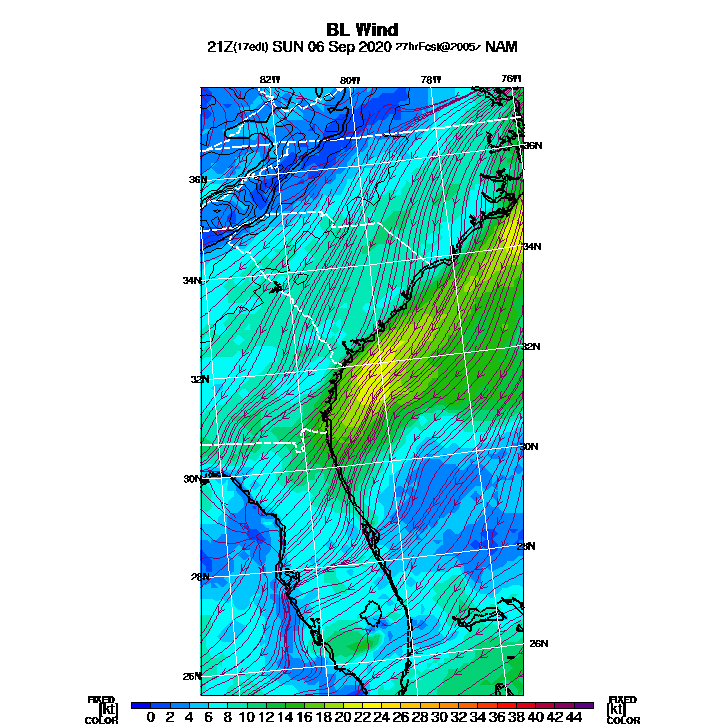 BL Wind
21Z(17edt) SUN 06 Sep 2020 27hrFcst@2005z NAM
82W 80W 78W 76W
36N
36N
34N
34N
32N
32N
30N
30N
28N
28N
26N
26N
FIXED [kt] COLOR 0 2 4 6 8 10 12 14 16 18 20 22 24 26 28 30 32 34 36 38 40 42 44 FIXED [kt] COLOR